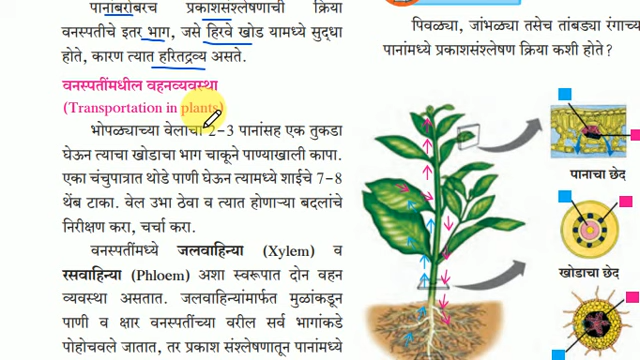 पानांबरोबरच प्रकाशसंश्लेषणाची क्रिया
वनस्पतीचे इतर भाग, जसे हिरवे खोड यामध्ये सुद्धा
होते, कारण त्यात हरितद्रव्य असते.
वनस्पतींमधील वहनव्यवस्था
(Transportation in plants)
भोपळ्याच्या वेलाचा 2-3 पानांसह एक तुकडा
घेऊन त्याचा खोडाचा भाग चाकूने पाण्याखाली कापा.
एका चंचुपात्रात थोडे पाणी घेऊन त्यामध्ये शाईचे 7-8
थेंब टाका. वेल उभा ठेवा व त्यात होणाऱ्या बदलांचे
निरीक्षण करा, चर्चा करा.
वनस्पतींमध्ये जलवाहिन्या (Xylem) व
रसवाहिन्या (Phloem) अशा स्वरूपात दोन वहन
व्यवस्था असतात. जलवाहिन्यांमार्फत मुळांकडून
पाणी व क्षार वनस्पतींच्या वरील सर्व भागांकडे
पोहोचवले जातात, तर प्रकाश संश्लेषणातून पानांमध्ये
पिवळ्या, जांभळ्या तसेच तांबड्या रंगाच्या
पानांमध्ये प्रकाशसंश्लेषण क्रिया कशी होते?
पानाचा छेद
खोडाचा छेद